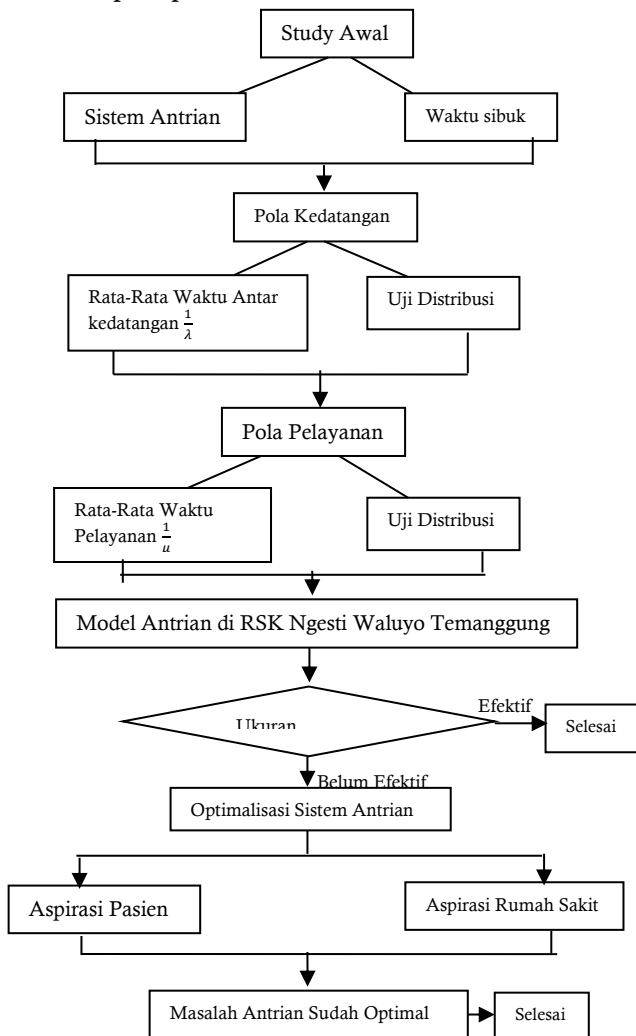 Study Awal
Sistem Antrian
Waktu sibuk
Pola Kedatangan
Rata-Rata Waktu Antar
kedatangan 1/λ
Uji Distribusi
Pola Pelayanan
Rata-Rata Waktu
Pelayanan 1/u
Uji Distribusi
Model Antrian di RSK Ngesti Waluyo Temanggung
Ukuran
Efektif
Selesai
Belum Efektif
Optimalisasi Sistem Antrian
Aspirasi Pasien
Aspirasi Rumah Sakit
Masalah Antrian Sudah Optimal
Selesai